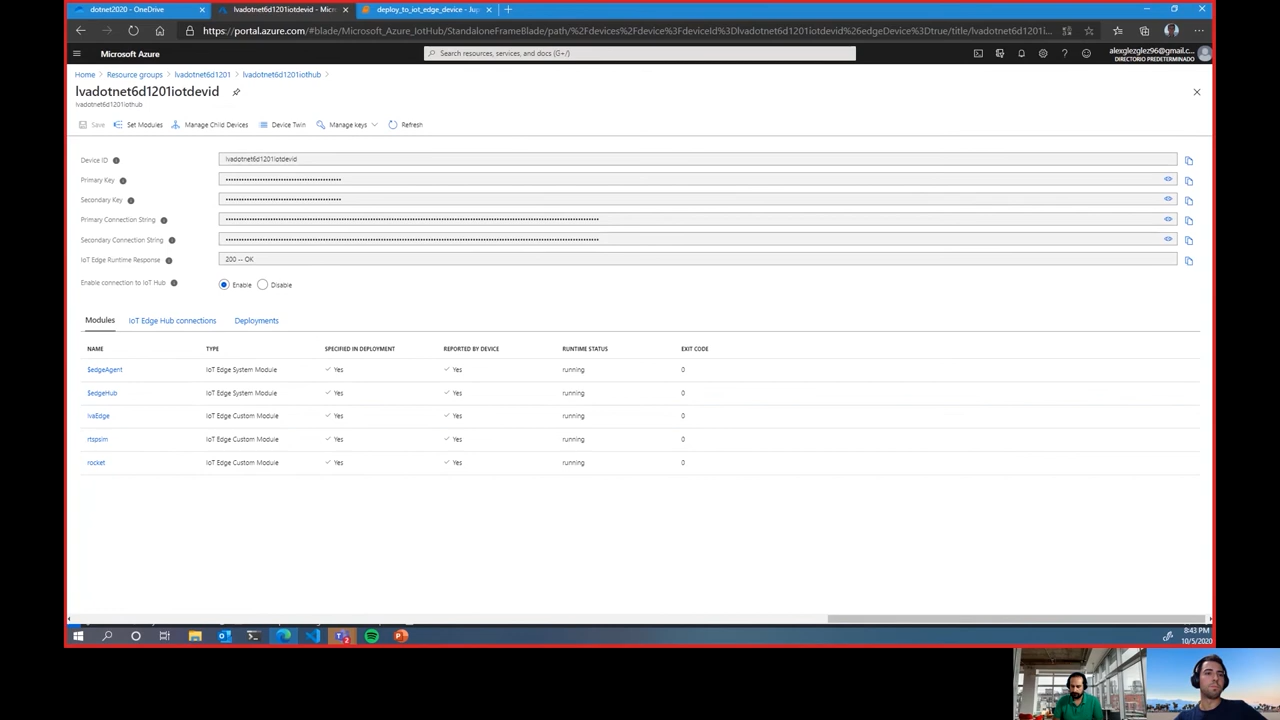 dotnet2020 - OneDrive
lvadotnet6d1201iotdevid - Micr
deploy_to_iot_edge_device - Jup
https://portal.azure.com/#blade/Microsoft_Azure_IotHub/StandaloneFrameBlade/path/%2Fdevices%2Fdevice%3FdeviceId%3Dlvadotnet6d1201iotdevid%26edgeDevice%3Dtrue/title/lvadotnet6d1201i...
Microsoft Azure
Search resources, services, and docs (G+/)
alexglezglez96@gmail.c...
DIRECTORIO PREDETERMINADO
Home > Resource groups > lvadotnet6d1201 > lvadotnet6d1201iothub >
lvadotnet6d1201iotdevid
lvadotnet6d1201iothub
Save Set Modules Manage Child Devices Device Twin Manage keys Refresh
Device ID lvadotnet6d1201iotdevid
Primary Key
Secondary Key
Primary Connection String
Secondary Connection String
IoT Edge Runtime Response 200 -- OK
Enable connection to IoT Hub Enable Disable
Modules IoT Edge Hub connections Deployments
NAME TYPE SPECIFIED IN DEPLOYMENT REPORTED BY DEVICE RUNTIME STATUS EXIT CODE
$edgeAgent IoT Edge System Module Yes Yes running 0
$edgeHub IoT Edge System Module Yes Yes running 0
lvaEdge IoT Edge Custom Module Yes Yes running 0
rtspsim IoT Edge Custom Module Yes Yes running 0
rocket IoT Edge Custom Module Yes Yes running 0
8:43 PM
10/5/2020